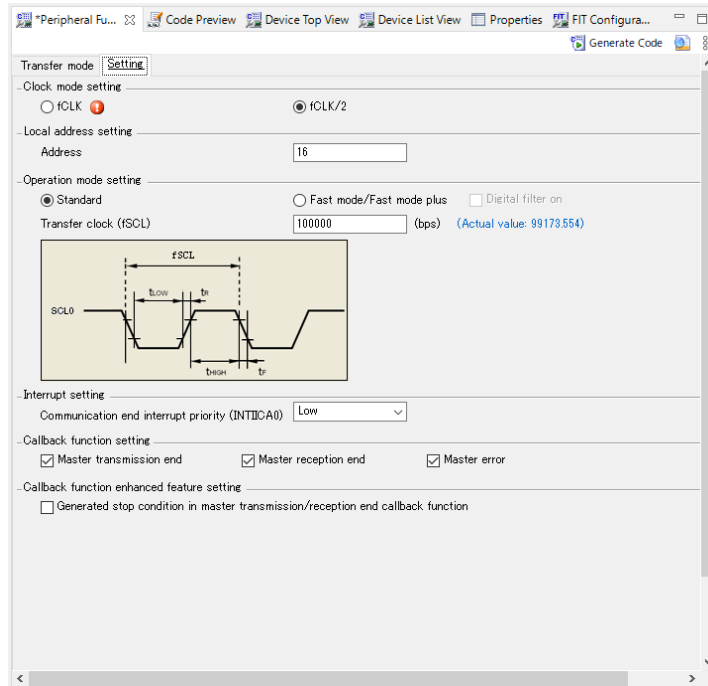 *Peripheral Fu... Code Preview Device Top View Device List View Properties FIT Configura...
Generate Code
Transfer mode Setting
Clock mode setting
fCLK fCLK/2
Local address setting
Address 16
Operation mode setting
Standard Fast mode/Fast mode plus Digital filter on
Transfer clock (fSCL) 100000 (bps) (Actual value: 99173.554)
fSCL
tLOW tR
SCL0
tHIGH tF
Interrupt setting
Communication end interrupt priority (INTIICA0) Low
Callback function setting
Master transmission end Master reception end Master error
Callback function enhanced feature setting
Generated stop condition in master transmission/reception end callback function